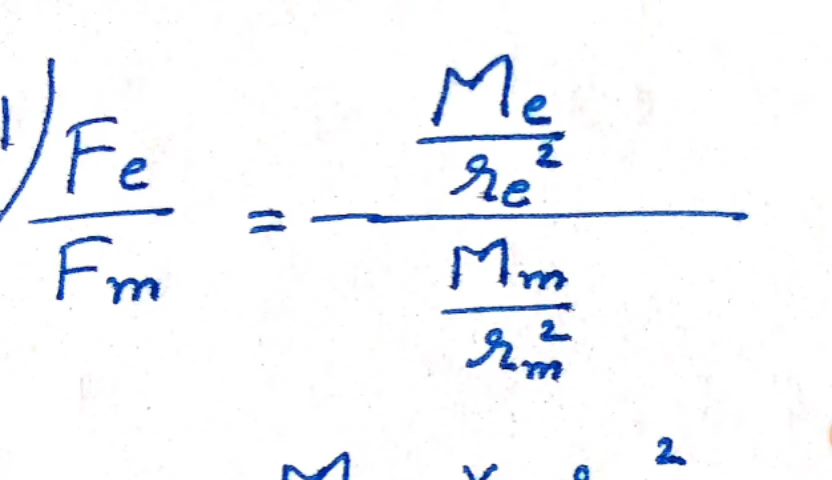 1) Fe/Fm = (Me/re²)/(Mm/rm²)